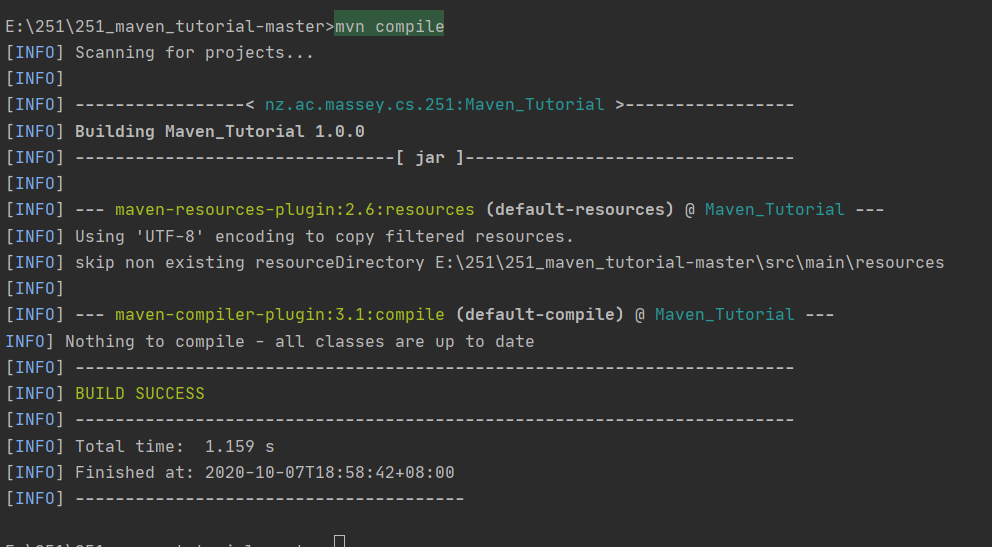 E:\251\251_maven_tutorial-master>mvn compile
[INFO] Scanning for projects...
[INFO]
[INFO] -----------------< nz.ac.massey.cs.251:Maven_Tutorial >-----------------
[INFO] Building Maven_Tutorial 1.0.0
[INFO] --------------------------------[ jar ]---------------------------------
[INFO]
[INFO] --- maven-resources-plugin:2.6:resources (default-resources) @ Maven_Tutorial ---
[INFO] Using 'UTF-8' encoding to copy filtered resources.
[INFO] skip non existing resourceDirectory E:\251\251_maven_tutorial-master\src\main\resources
[INFO]
[INFO] --- maven-compiler-plugin:3.1:compile (default-compile) @ Maven_Tutorial ---
INFO] Nothing to compile - all classes are up to date
[INFO] ------------------------------------------------------------------------
[INFO] BUILD SUCCESS
[INFO] ------------------------------------------------------------------------
[INFO] Total time:  1.159 s
[INFO] Finished at: 2020-10-07T18:58:42+08:00
[INFO] ---------------------------------------